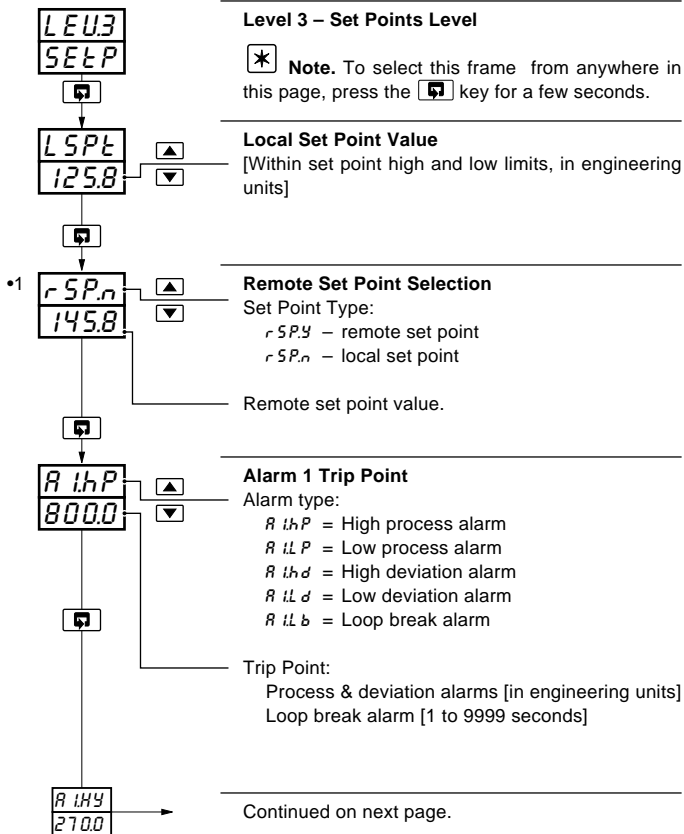 LEV.3
SEtP
Level 3 – Set Points Level
Note. To select this frame from anywhere in
this page, press the key for a few seconds.
LSPt
125.8
Local Set Point Value
[Within set point high and low limits, in engineering
units]
•1
rSP.n
145.8
Remote Set Point Selection
Set Point Type:
rSP.Y – remote set point
rSP.n – local set point
Remote set point value.
A1.hP
800.0
Alarm 1 Trip Point
Alarm type:
A1.hP = High process alarm
A1.LP = Low process alarm
A1.hd = High deviation alarm
A1.Ld = Low deviation alarm
A1.Lb = Loop break alarm
Trip Point:
Process & deviation alarms [in engineering units]
Loop break alarm [1 to 9999 seconds]
A1.HY
270.0
Continued on next page.